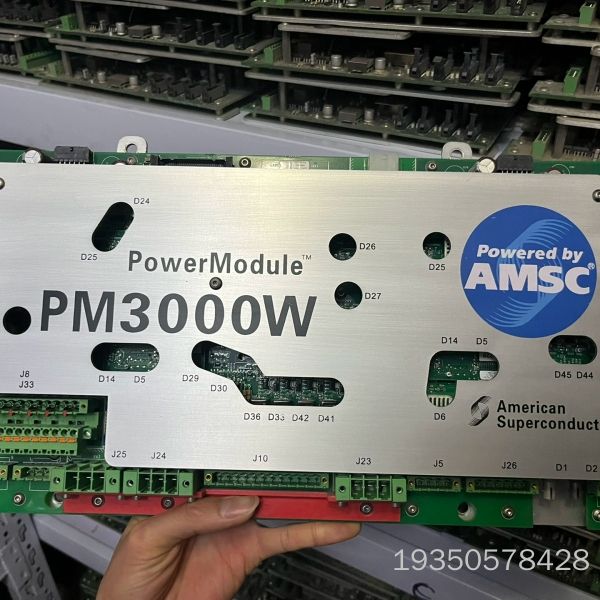 D24
D25
PowerModule™
D26
D25
Powered by
AMSC®
D27
PM3000W
J8
J33
D14 D5
D29
D30
D36 D33 D42 D41
D14 D5
D6
D45 D44
American
Superconduct
J25
J24
J10
J23
J5
J26
D1 D2
19350578428